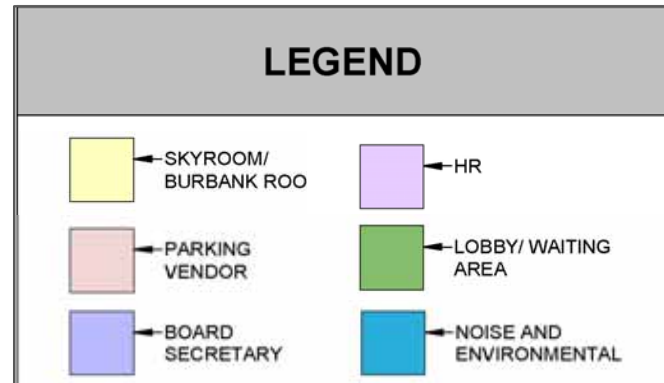 LEGEND
SKYROOM/
BURBANK ROO
HR
PARKING
VENDOR
LOBBY/ WAITING
AREA
BOARD
SECRETARY
NOISE AND
ENVIRONMENTAL